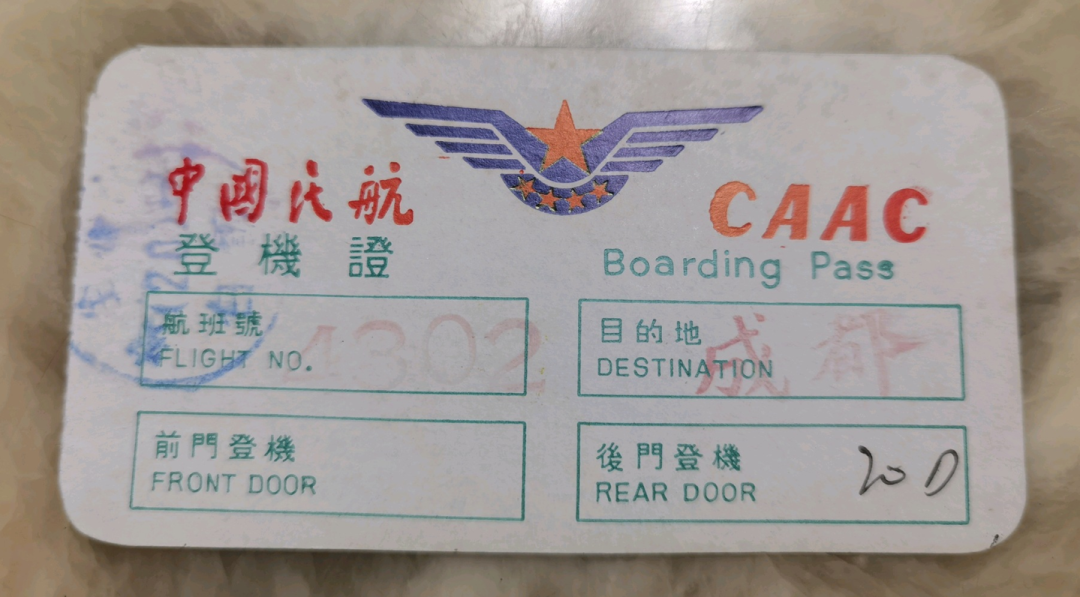 中國民航
CAAC
登機證
Boarding Pass
航班號
FLIGHT NO.
4302
目的地
DESTINATION
成都
前門登機
FRONT DOOR
後門登機
REAR DOOR
20D